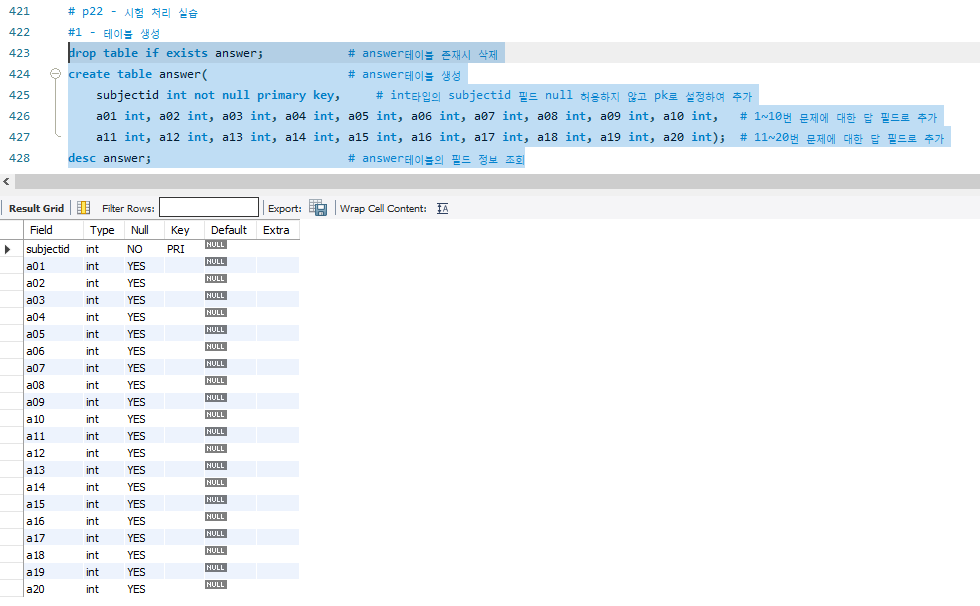 421 # p22 - 시험 처리 실습
422 #1 - 테이블 생성
423 drop table if exists answer; # answer테이블 존재시 삭제
424 create table answer( # answer테이블 생성
425 subjectid int not null primary key, # int타입의 subjectid 필드 null 허용하지 않고 pk로 설정하여 추가
426 a01 int, a02 int, a03 int, a04 int, a05 int, a06 int, a07 int, a08 int, a09 int, a10 int, # 1~10번 문제에 대한 답 필드로 추가
427 a11 int, a12 int, a13 int, a14 int, a15 int, a16 int, a17 int, a18 int, a19 int, a20 int); # 11~20번 문제에 대한 답 필드로 추가
428 desc answer; # answer테이블의 필드 정보 조회
Result Grid Filter Rows: Export: Wrap Cell Content:
Field Type Null Key Default Extra
subjectid int NO PRI NULL
a01 int YES NULL
a02 int YES NULL
a03 int YES NULL
a04 int YES NULL
a05 int YES NULL
a06 int YES NULL
a07 int YES NULL
a08 int YES NULL
a09 int YES NULL
a10 int YES NULL
a11 int YES NULL
a12 int YES NULL
a13 int YES NULL
a14 int YES NULL
a15 int YES NULL
a16 int YES NULL
a17 int YES NULL
a18 int YES NULL
a19 int YES NULL
a20 int YES NULL